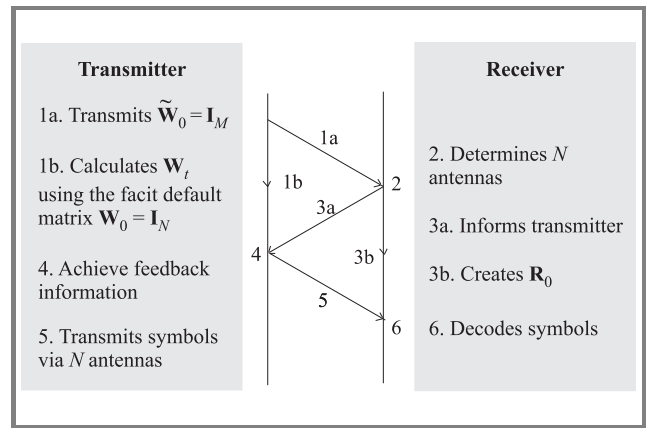 Transmitter
1a. Transmits W̃₀ = I_M
1b. Calculates W_t
using the facit default
matrix W₀ = I_N
4. Achieve feedback
information
5. Transmits symbols
via N antennas
1a
1b
2
3a
4
3b
5
6
Receiver
2. Determines N
antennas
3a. Informs transmitter
3b. Creates R₀
6. Decodes symbols